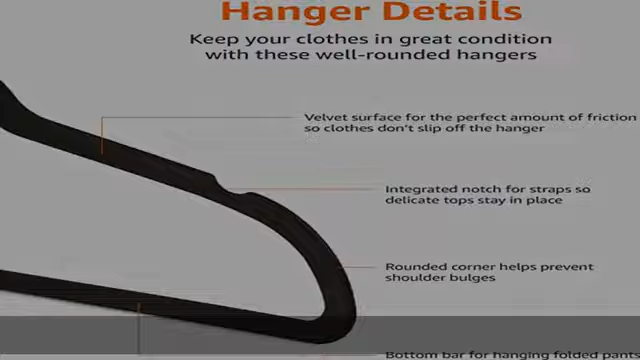 Hanger Details
Keep your clothes in great condition
with these well-rounded hangers
Velvet surface for the perfect amount of friction
so clothes don't slip off the hanger
Integrated notch for straps so
delicate tops stay in place
Rounded corner helps prevent
shoulder bulges
Bottom bar for hanging folded pants